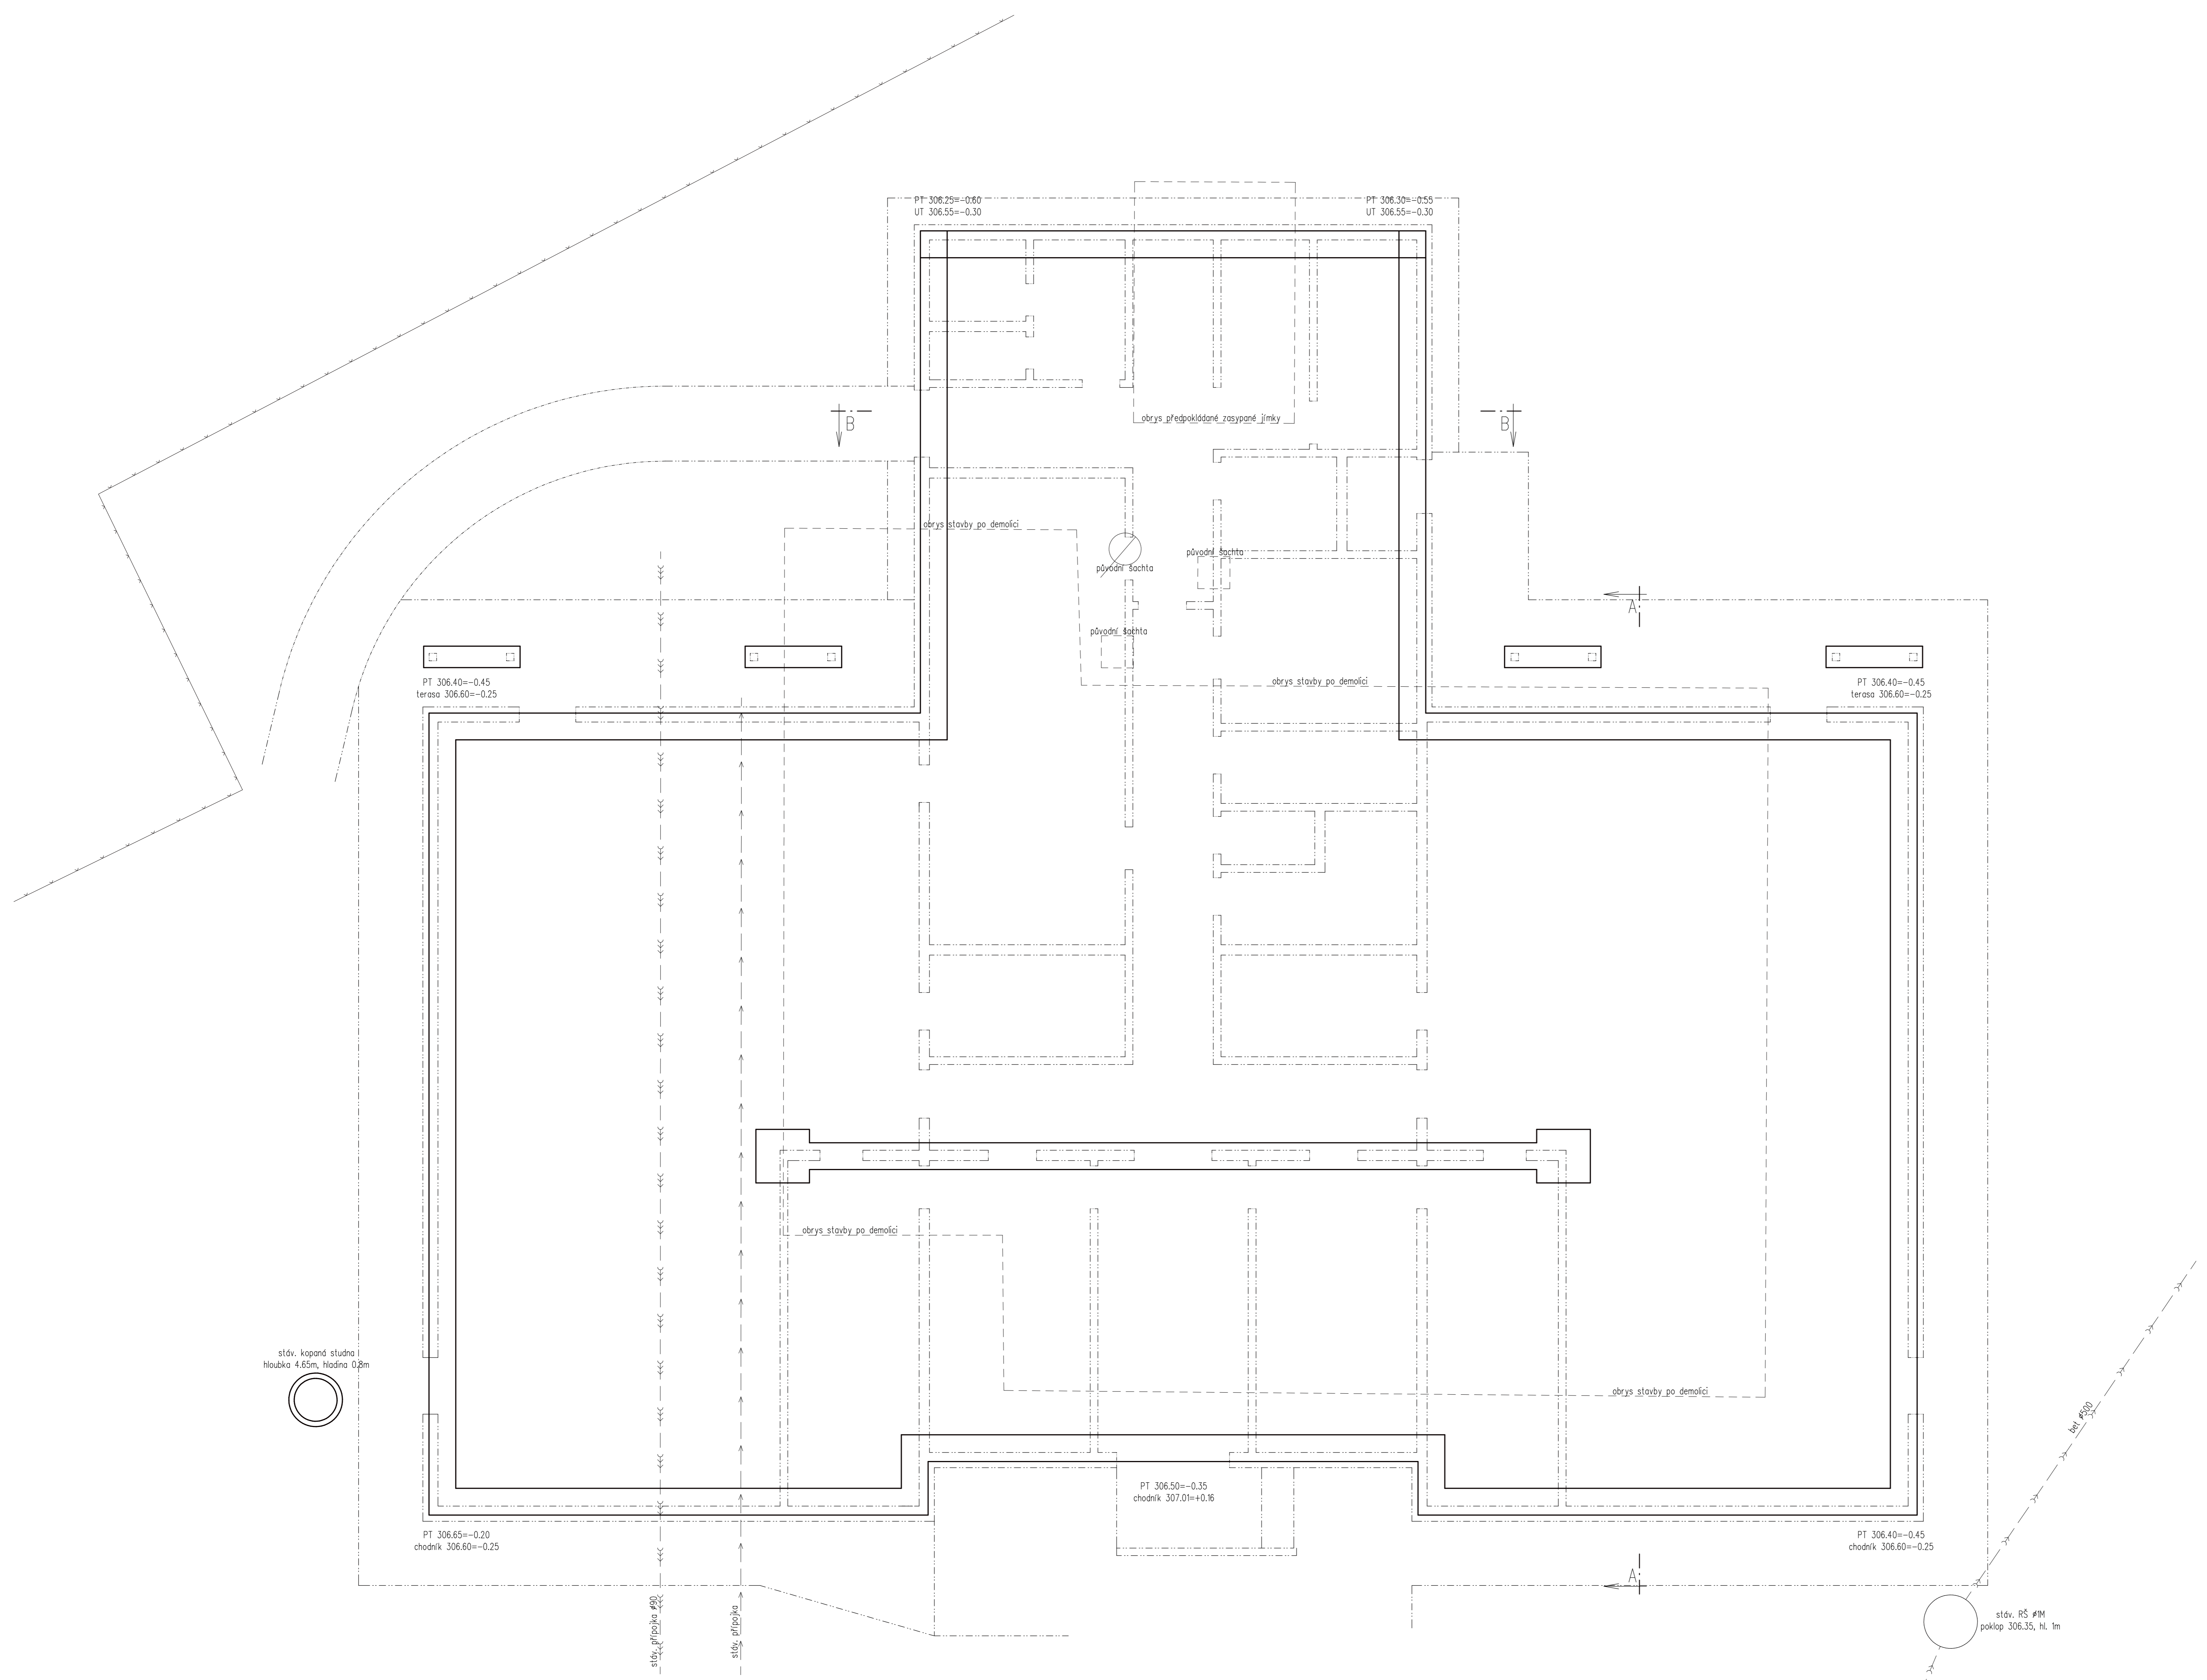 PT 306.25=-0.60
UT 306.55=-0.30
PT 306.30=-0.55
UT 306.55=-0.30
obrys předpokládané zasypané jímky
B
B
obrys stavby po demolici
původní šachta
původní šachta
A
původní šachta
obrys stavby po demolici
PT 306.40=-0.45
terasa 306.60=-0.25
PT 306.40=-0.45
terasa 306.60=-0.25
obrys stavby po demolici
stáv. kopaná studna
hloubka 4.65m, hladina 0.8m
obrys stavby po demolici
bet ø500
PT 306.50=-0.35
chodník 307.01=+0.16
PT 306.65=-0.20
chodník 306.60=-0.25
PT 306.40=-0.45
chodník 306.60=-0.25
A
stáv. přípojka ø90
stáv. přípojka
stáv. RŠ ø1M
poklop 306.35, hl. 1m